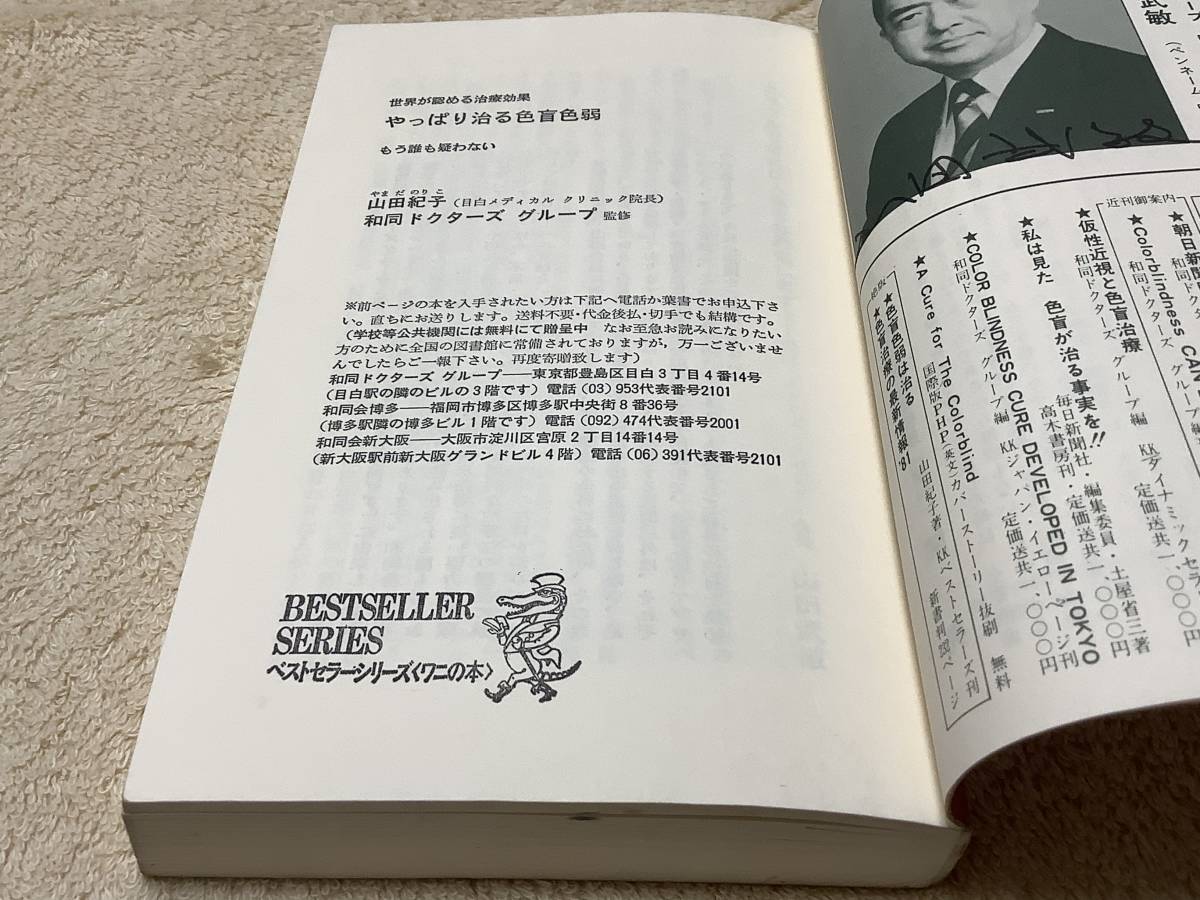 世界が認める治療効果
やっぱり治る色盲色弱
もう誰も疑わない
やまだのりこ
山田紀子(目白メディカル クリニック院長)
和同ドクターズ グループ 監修
※前ページの本を入手されたい方は下記へ電話か葉書でお申込下さ
い。直ちにお送りします。送料不要・代金後払・切手でも結構です。
(学校等公共機関には無料にて贈呈中 なお至急お読みになりたい
方のために全国の図書館に常備されておりますが,万一ございませ
んでしたらご一報下さい。再度寄贈致します)
和同ドクターズ グループ──東京都豊島区目白3丁目4番14号
(目白駅の隣のビルの3階です) 電話(03)953代表番号2101
和同会博多──福岡市博多区博多駅中央街8番36号
(博多駅隣の博多ビル1階です) 電話(092)474代表番号2001
和同会新大阪──大阪市淀川区宮原2丁目14番14号
(新大阪駅前新大阪グランドビル4階) 電話(06)391代表番号2101
BESTSELLER
SERIES
ベストセラーシリーズ〈ワニの本〉
武敏
(ペンネーム
近刊御案内
朝日新聞
和同ドクターズ
★Colorblindness CAN
和同ドクターズ グループ編 KKダイナミックセ
定価送共一、〇〇〇円
★仮性近視と色盲治療
毎日新聞社・編集委員・土屋省三著
高木書房刊・定価送共一、〇〇〇円
★私は見た 色盲が治る事実を!!
★COLOR BLINDNESS CURE DEVELOPED IN TOKYO
和同ドクターズ グループ編 KKジャパン・イエローページ刊
定価送共一、〇〇〇円
★A Cure for The Colorblind
国際版PHP(英文)カバーストーリー抜刷 無料
★色盲色弱は治る
★色盲治療の最新情報'81
山田紀子著・KKベストセラーズ刊
新書判238ページ